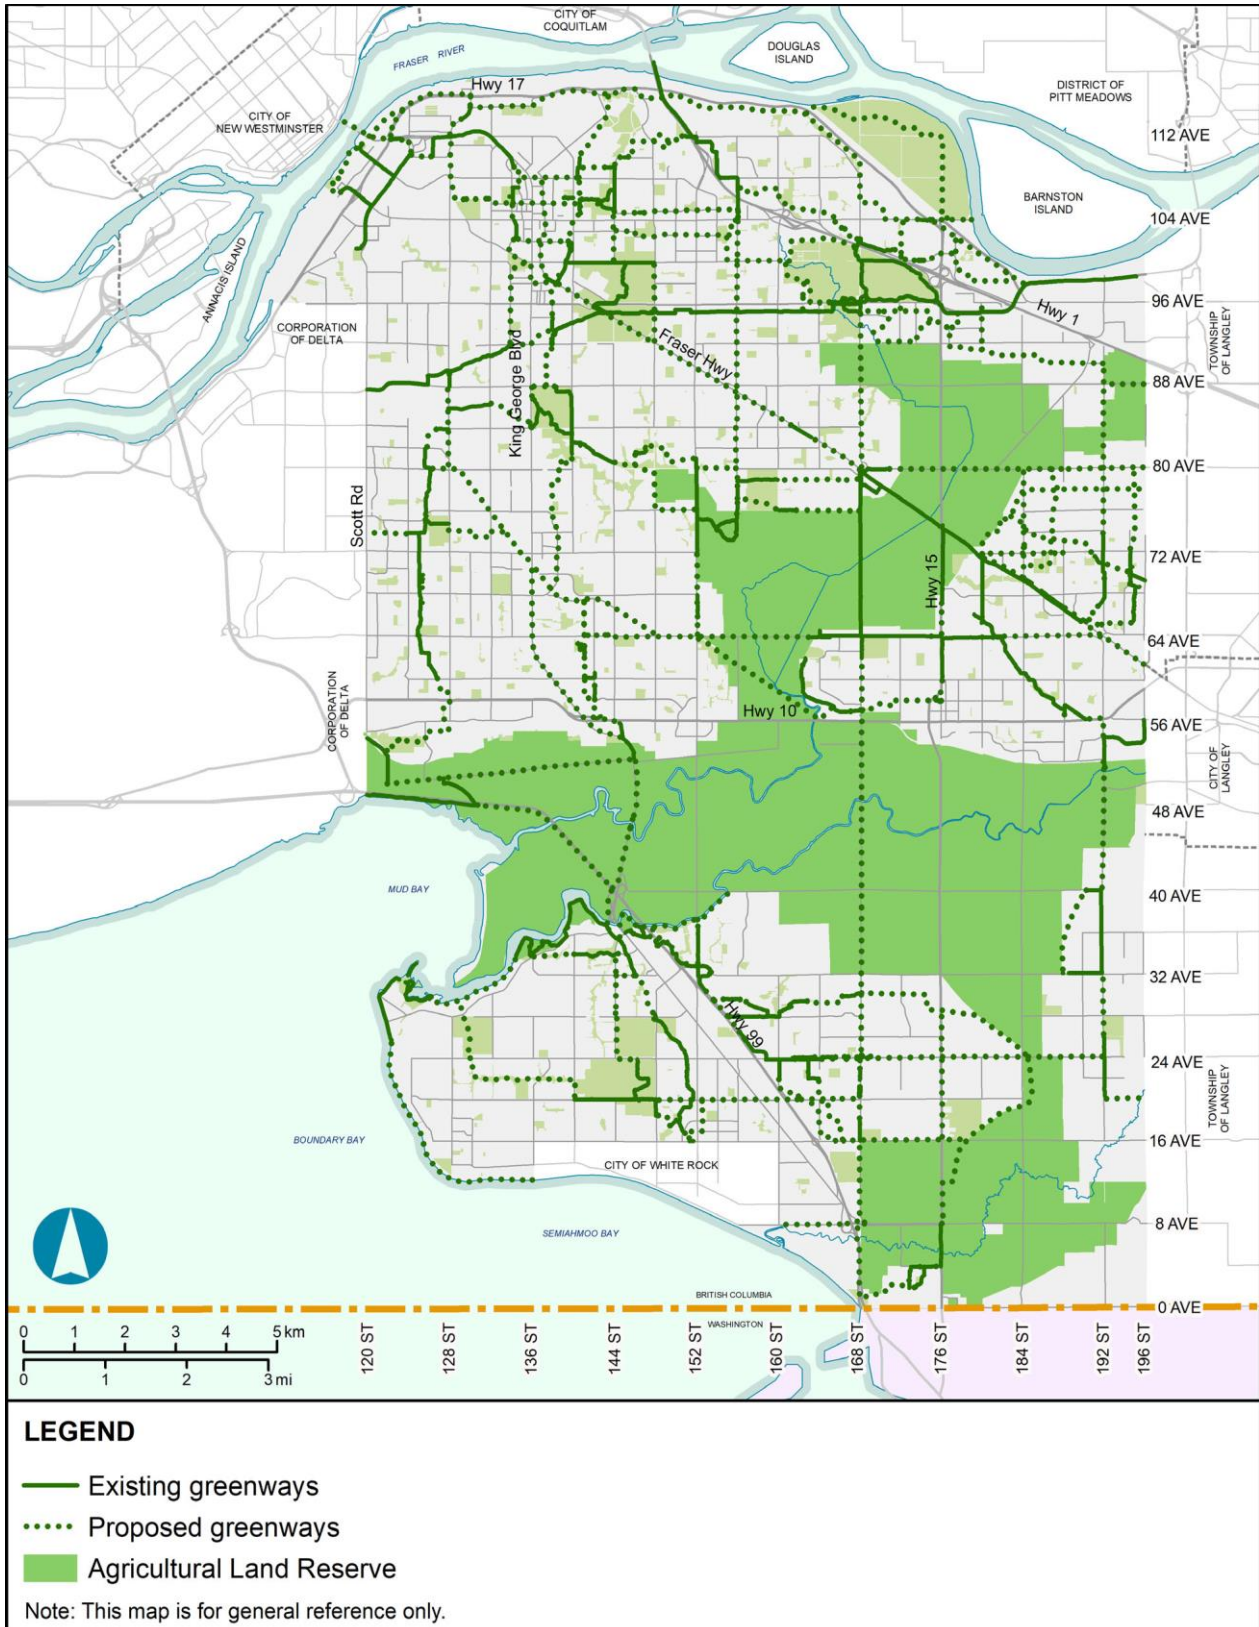 CITY OF
COQUITLAM
DOUGLAS
ISLAND
FRASER RIVER
Hwy 17
DISTRICT OF
PITT MEADOWS
CITY OF
NEW WESTMINSTER
112 AVE
BARNSTON
ISLAND
104 AVE
ANNACIS ISLAND
96 AVE
Hwy 1
CORPORATION
OF DELTA
King George Blvd
Fraser Hwy
TOWNSHIP
OF LANGLEY
88 AVE
80 AVE
Scott Rd
72 AVE
Hwy 15
64 AVE
CORPORATION
OF DELTA
Hwy 10
56 AVE
CITY OF
LANGLEY
48 AVE
MUD BAY
40 AVE
32 AVE
Hwy 99
24 AVE
TOWNSHIP
OF LANGLEY
BOUNDARY BAY
16 AVE
CITY OF WHITE ROCK
8 AVE
SEMIAHMOO BAY
BRITISH COLUMBIA
0 AVE
WASHINGTON
0 1 2 3 4 5 km
0 1 2 3 mi
120 ST
128 ST
136 ST
144 ST
152 ST
160 ST
168 ST
176 ST
184 ST
192 ST
196 ST
LEGEND
Existing greenways
Proposed greenways
Agricultural Land Reserve
Note: This map is for general reference only.